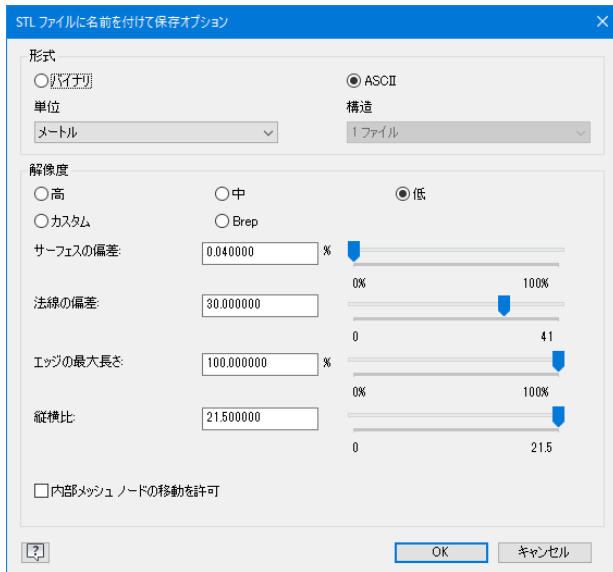 STL ファイルに名前を付けて保存オプション
形式
バイナリ ASCII
単位 構造
メートル 1 ファイル
解像度
高 中 低
カスタム Brep
サーフェスの偏差: 0.040000 %
0% 100%
法線の偏差: 30.000000
0 41
エッジの最大長さ: 100.000000 %
0% 100%
縦横比: 21.500000
0 21.5
内部メッシュ ノードの移動を許可
? OK キャンセル